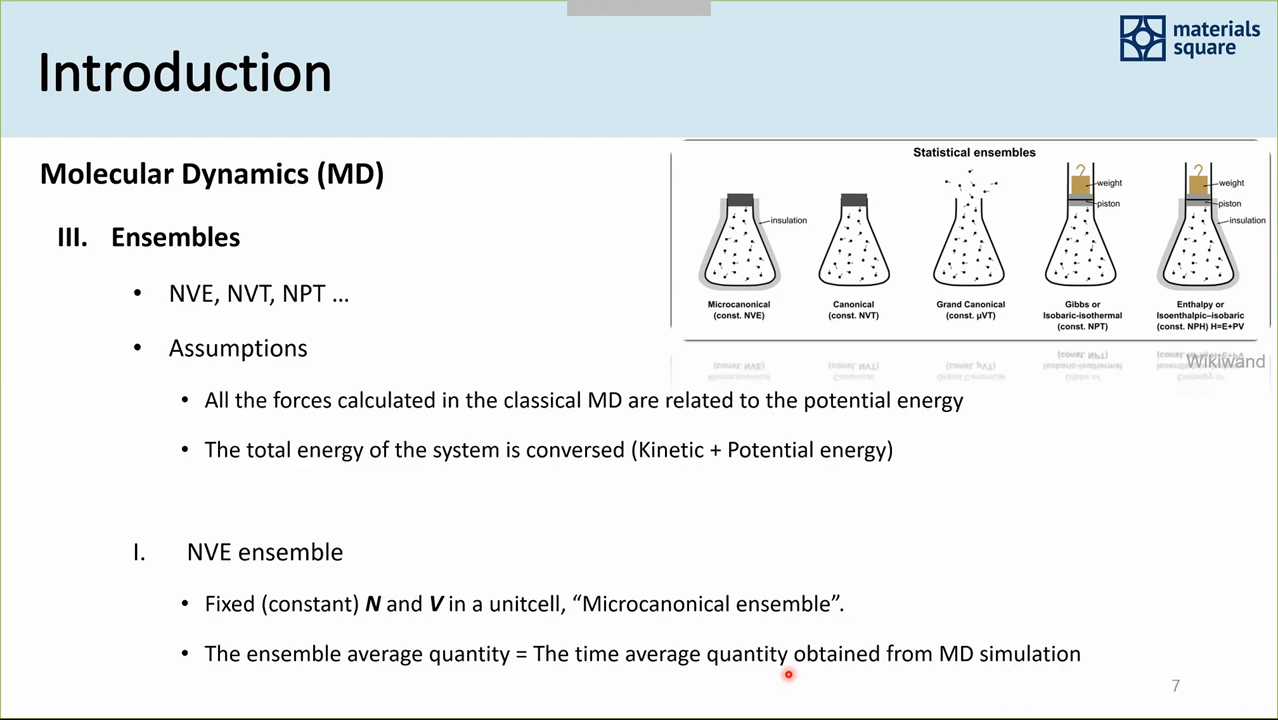 Introduction
materials
square
Molecular Dynamics (MD)
III. Ensembles
• NVE, NVT, NPT …
• Assumptions
• All the forces calculated in the classical MD are related to the potential energy
• The total energy of the system is conversed (Kinetic + Potential energy)
I. NVE ensemble
• Fixed (constant) N and V in a unitcell, “Microcanonical ensemble”.
• The ensemble average quantity = The time average quantity obtained from MD simulation
Statistical ensembles
insulation
weight
piston
weight
piston
insulation
Microcanonical
(const. NVE)
Canonical
(const. NVT)
Grand Canonical
(const. μVT)
Gibbs or
Isobaric-isothermal
(const. NPT)
Enthalpy or
Isoenthalpic–isobaric
(const. NPH) H=E+PV
Wikiwand
7